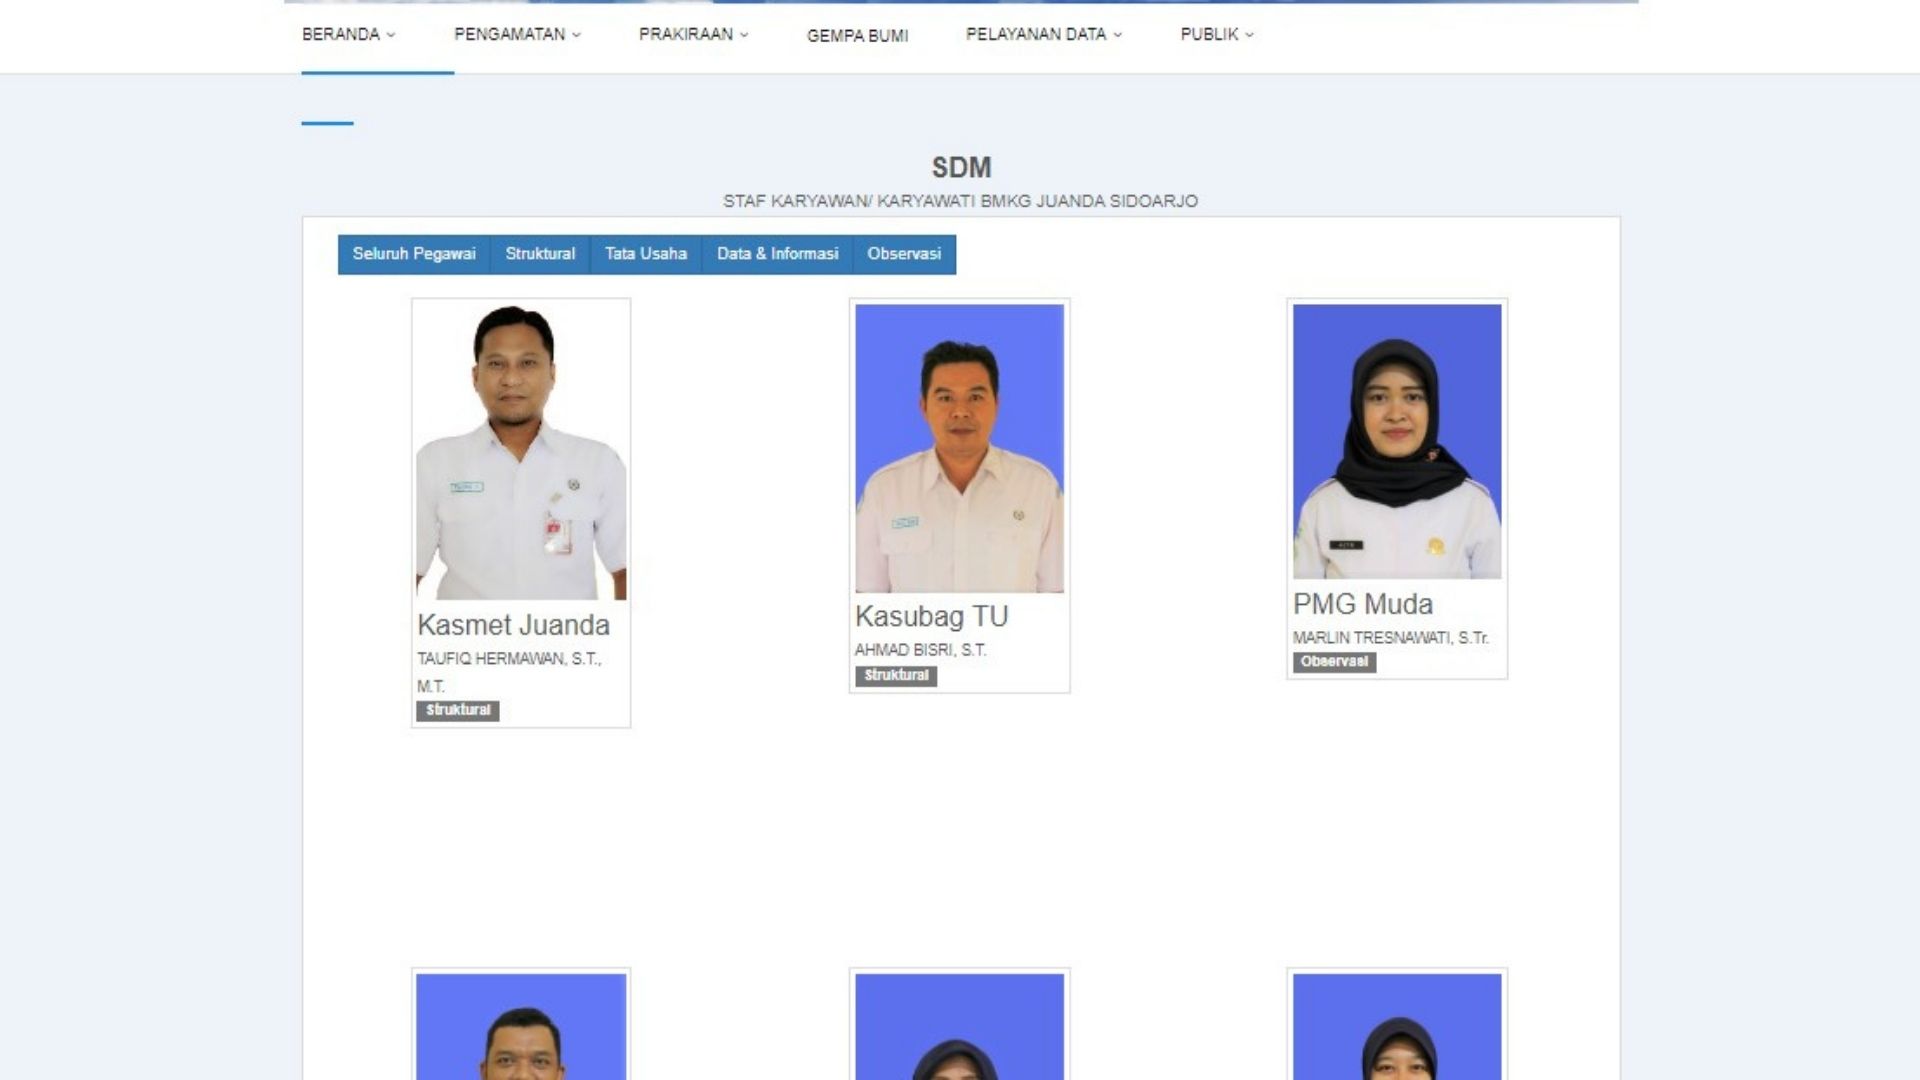 BERANDA PENGAMATAN PRAKIRAAN GEMPA BUMI PELAYANAN DATA PUBLIK
SDM
STAF KARYAWAN/ KARYAWATI BMKG JUANDA SIDOARJO
Seluruh Pegawai Struktural Tata Usaha Data & Informasi Observasi
Kasmet Juanda
TAUFIQ HERMAWAN, S.T.,
M.T.
Struktural
Kasubag TU
AHMAD BISRI, S.T.
Struktural
PMG Muda
MARLIN TRESNAWATI, S.Tr.
Observasi